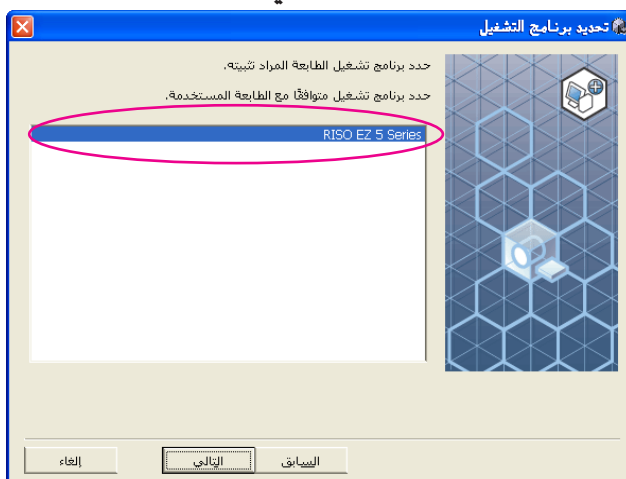 تحديد برنامج التشغيل
حدد برنامج تشغيل الطابعة المراد تثبيته.
حدد برنامج تشغيل متوافقًا مع الطابعة المستخدمة.
RISO EZ 5 Series
السابق
التالي
إلغاء